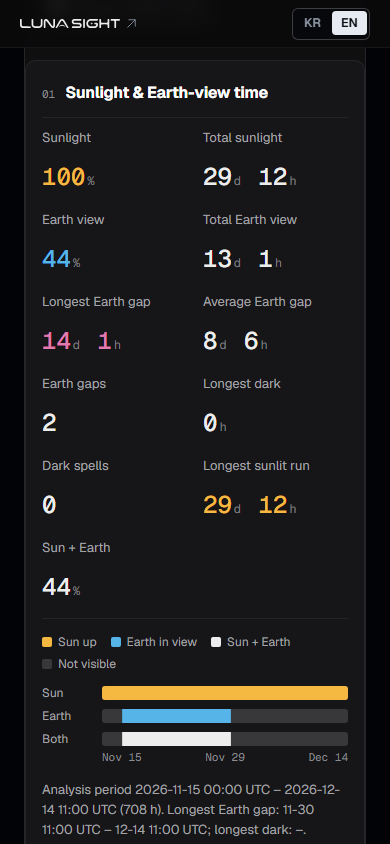 LUNA SIGHT ↗
KR EN
01 Sunlight & Earth-view time
Sunlight Total sunlight
100% 29d 12h
Earth view Total Earth view
44% 13d 1h
Longest Earth gap Average Earth gap
14d 1h 8d 6h
Earth gaps Longest dark
2 0h
Dark spells Longest sunlit run
0 29d 12h
Sun + Earth
44%
Sun up Earth in view Sun + Earth
Not visible
Sun
Earth
Both
Nov 15 Nov 29 Dec 14
Analysis period 2026-11-15 00:00 UTC – 2026-12-
14 11:00 UTC (708 h). Longest Earth gap: 11-30
11:00 UTC – 12-14 11:00 UTC; longest dark: –.